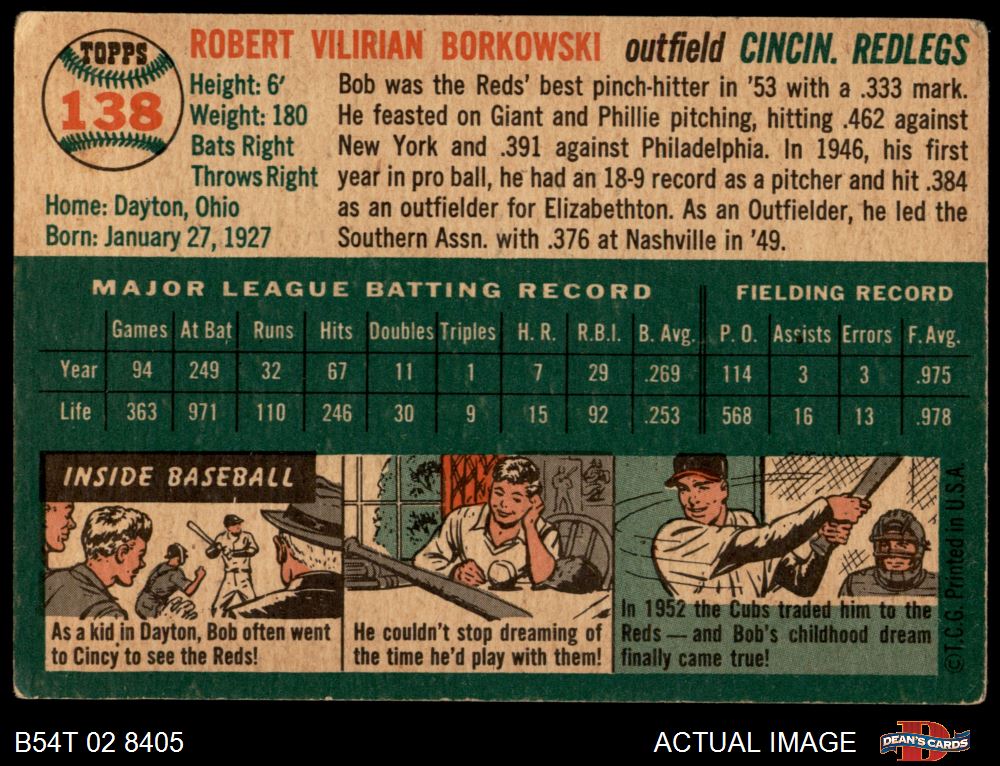 TOPPS
138
ROBERT VILIRIAN BORKOWSKI outfield CINCIN. REDLEGS
Height: 6'
Weight: 180
Bats Right
Throws Right
Home: Dayton, Ohio
Born: January 27, 1927
Bob was the Reds' best pinch-hitter in '53 with a .333 mark.
He feasted on Giant and Phillie pitching, hitting .462 against
New York and .391 against Philadelphia. In 1946, his first
year in pro ball, he had an 18-9 record as a pitcher and hit .384
as an outfielder for Elizabethton. As an Outfielder, he led the
Southern Assn. with .376 at Nashville in '49.
MAJOR LEAGUE BATTING RECORD FIELDING RECORD
Games At Bat Runs Hits Doubles Triples H. R. R.B.I. B. Avg. P. O. Assists Errors F. Avg.
Year 94 249 32 67 11 1 7 29 .269 114 3 3 .975
Life 363 971 110 246 30 9 15 92 .253 568 16 13 .978
INSIDE BASEBALL
As a kid in Dayton, Bob often went
to Cincy to see the Reds!
He couldn't stop dreaming of
the time he'd play with them!
In 1952 the Cubs traded him to the
Reds — and Bob's childhood dream
finally came true!
©T.C.G. Printed in U.S.A.
B54T 02 8405
ACTUAL IMAGE
D
DEAN'S CARDS